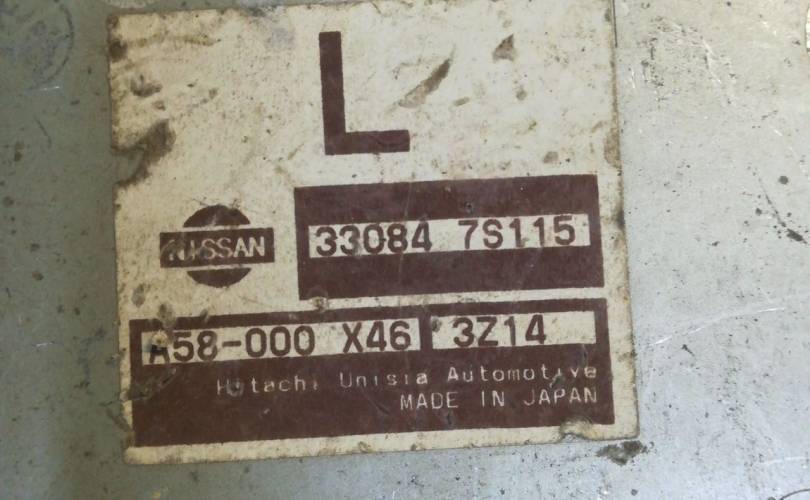 L
NISSAN
33084 7S115
A58-000 X46 3Z14
Hitachi Unisia Automotive
MADE IN JAPAN